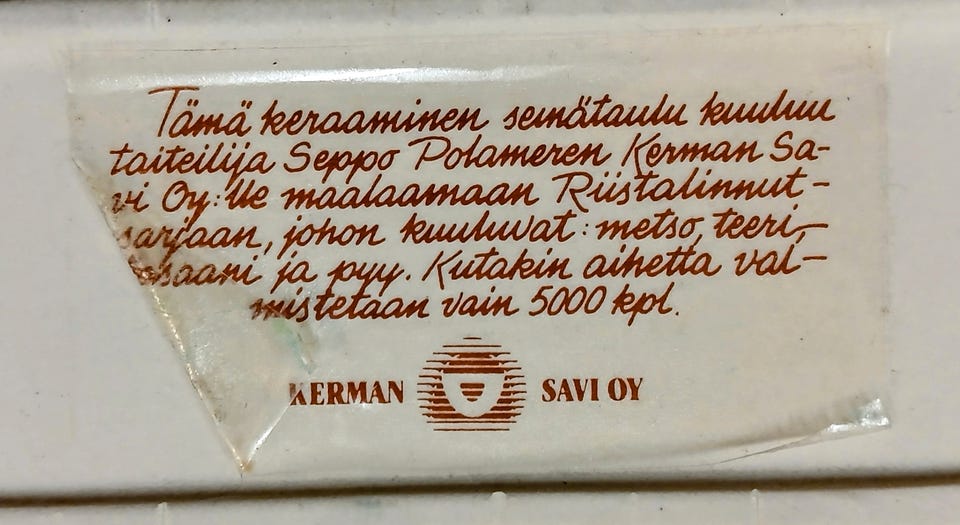 Tämä keraaminen seinätaulu kuuluu
taiteilija Seppo Polameren Kerman Sa-
vi Oy:lle maalaamaan Riistalinnut-
sarjaan, johon kuuluvat: metso, teeri,
fasaani ja pyy. Kutakin aihetta val-
mistetaan vain 5000 kpl.
KERMAN SAVI OY